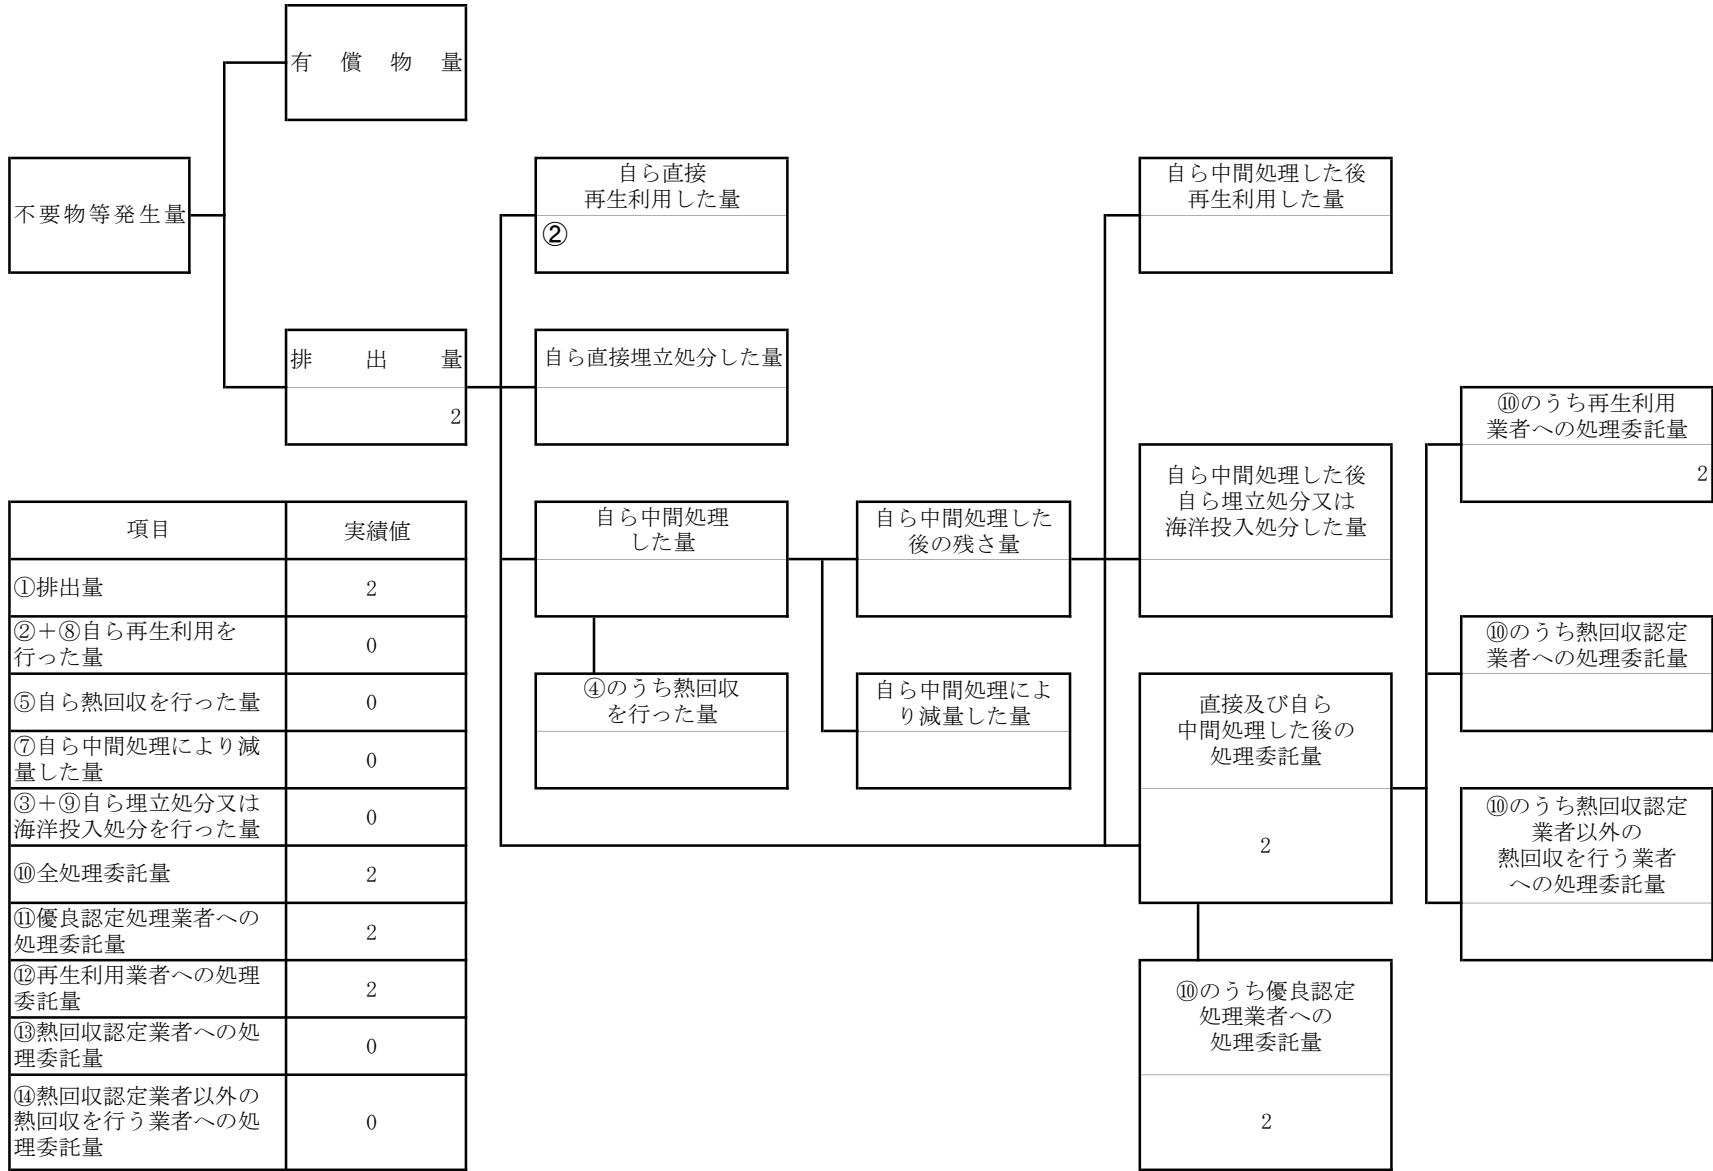 有償物量
不要物等発生量
自ら直接
再生利用した量
②
自ら中間処理した後
再生利用した量
排出量
2
自ら直接埋立処分した量
⑩のうち再生利用
業者への処理委託量
2
自ら中間処理
した量
自ら中間処理した
後の残さ量
自ら中間処理した後
自ら埋立処分又は
海洋投入処分した量
④のうち熱回収
を行った量
自ら中間処理によ
り減量した量
直接及び自ら
中間処理した後の
処理委託量
2
⑩のうち熱回収認定
業者への処理委託量
⑩のうち熱回収認定
業者以外の
熱回収を行う業者
への処理委託量
⑩のうち優良認定
処理業者への
処理委託量
2
項目 実績値
①排出量 2
②+⑧自ら再生利用を
行った量 0
⑤自ら熱回収を行った量 0
⑦自ら中間処理により減
量した量 0
③+⑨自ら埋立処分又は
海洋投入処分を行った量 0
⑩全処理委託量 2
⑪優良認定処理業者への
処理委託量 2
⑫再生利用業者への処理
委託量 2
⑬熱回収認定業者への処
理委託量 0
⑭熱回収認定業者以外の
熱回収を行う業者への処 0
理委託量